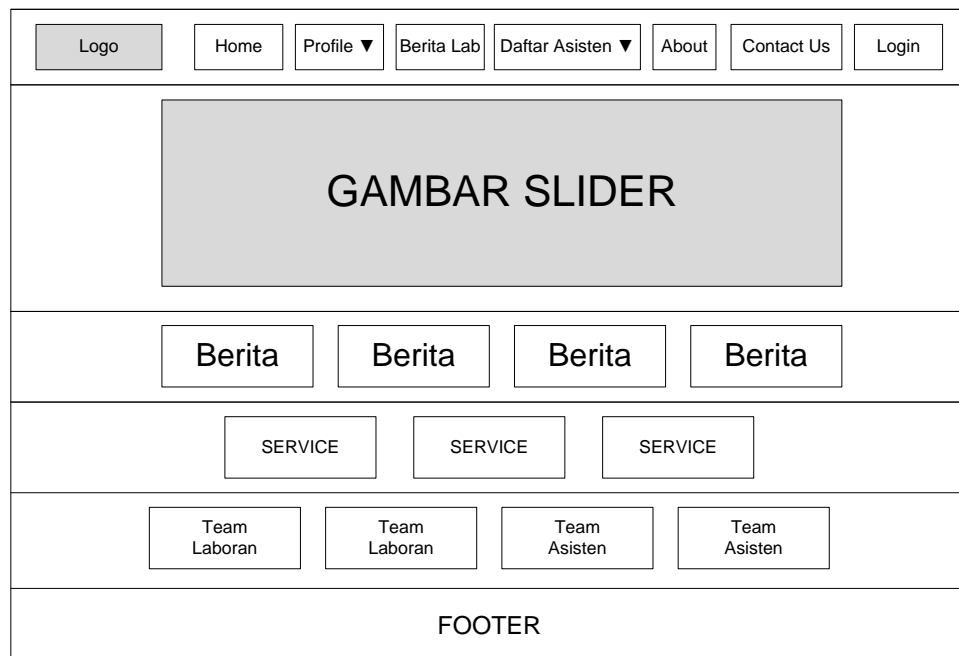 Logo Home Profile ▼ Berita Lab Daftar Asisten ▼ About Contact Us Login
GAMBAR SLIDER
Berita Berita Berita Berita
SERVICE SERVICE SERVICE
Team Laboran Team Laboran Team Asisten Team Asisten
FOOTER